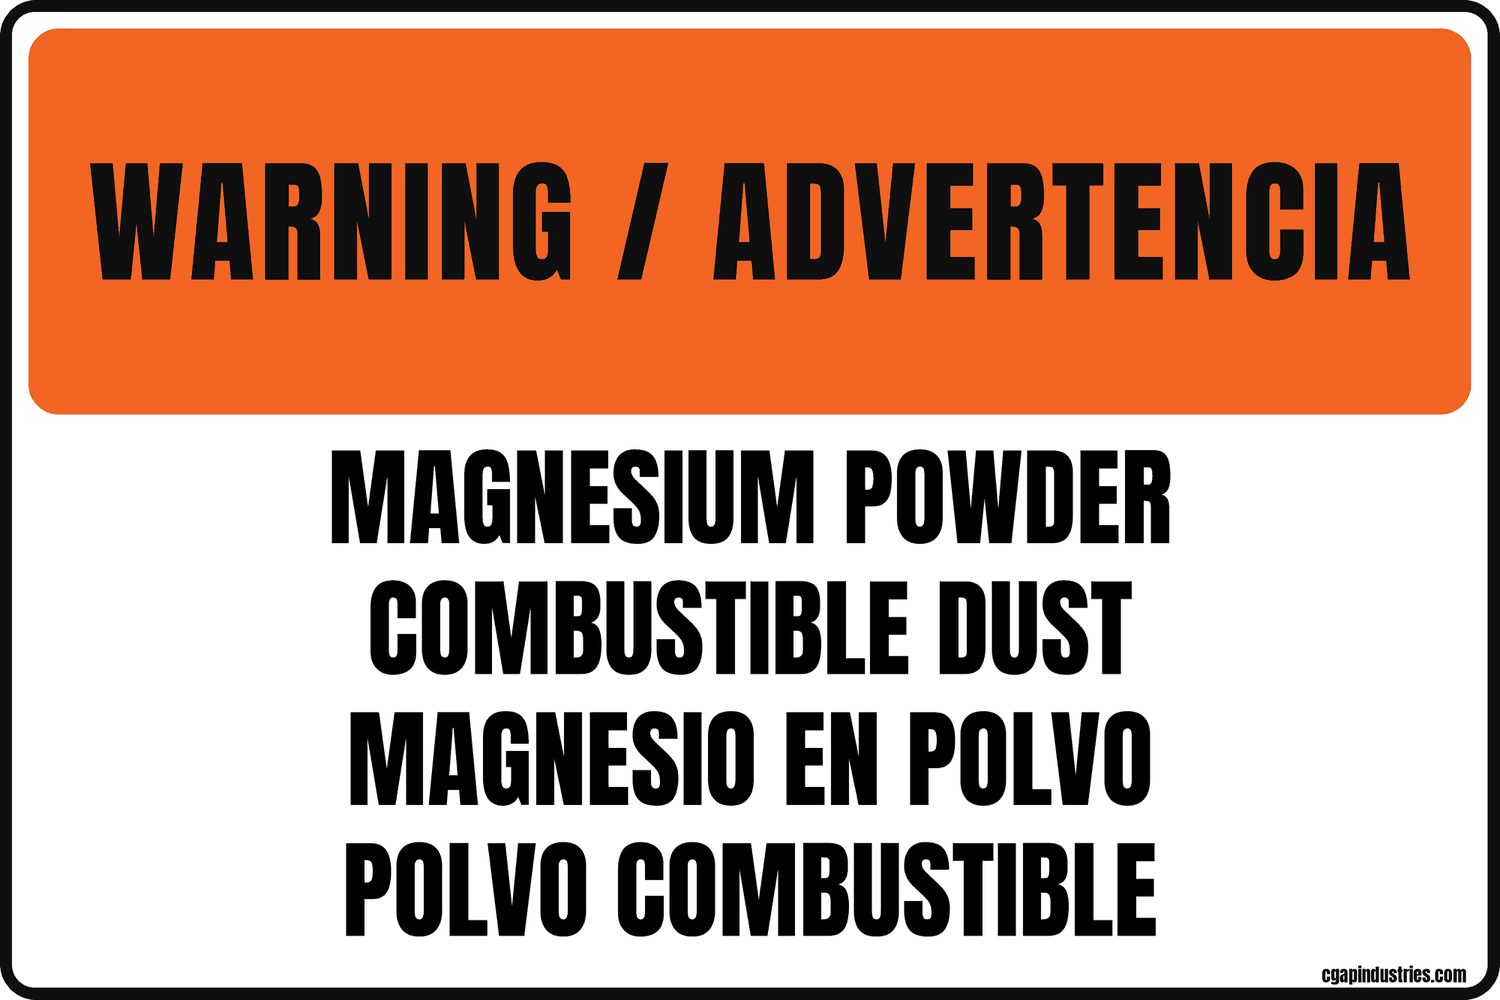 WARNING / ADVERTENCIA
MAGNESIUM POWDER
COMBUSTIBLE DUST
MAGNESIO EN POLVO
POLVO COMBUSTIBLE
cgapindustries.com